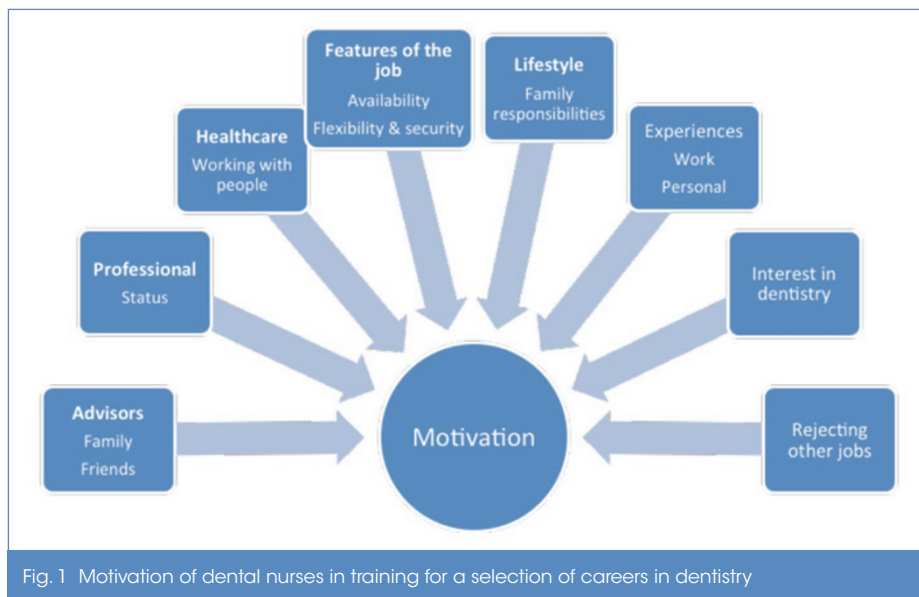 Features of the
job
Availability
Flexibility & security
Lifestyle
Family
responsibilities
Healthcare
Working with
people
Experiences
Work
Personal
Professional
Status
Interest in
dentistry
Advisors
Family
Friends
Motivation
Rejecting
other jobs
Fig. 1 Motivation of dental nurses in training for a selection of careers in dentistry